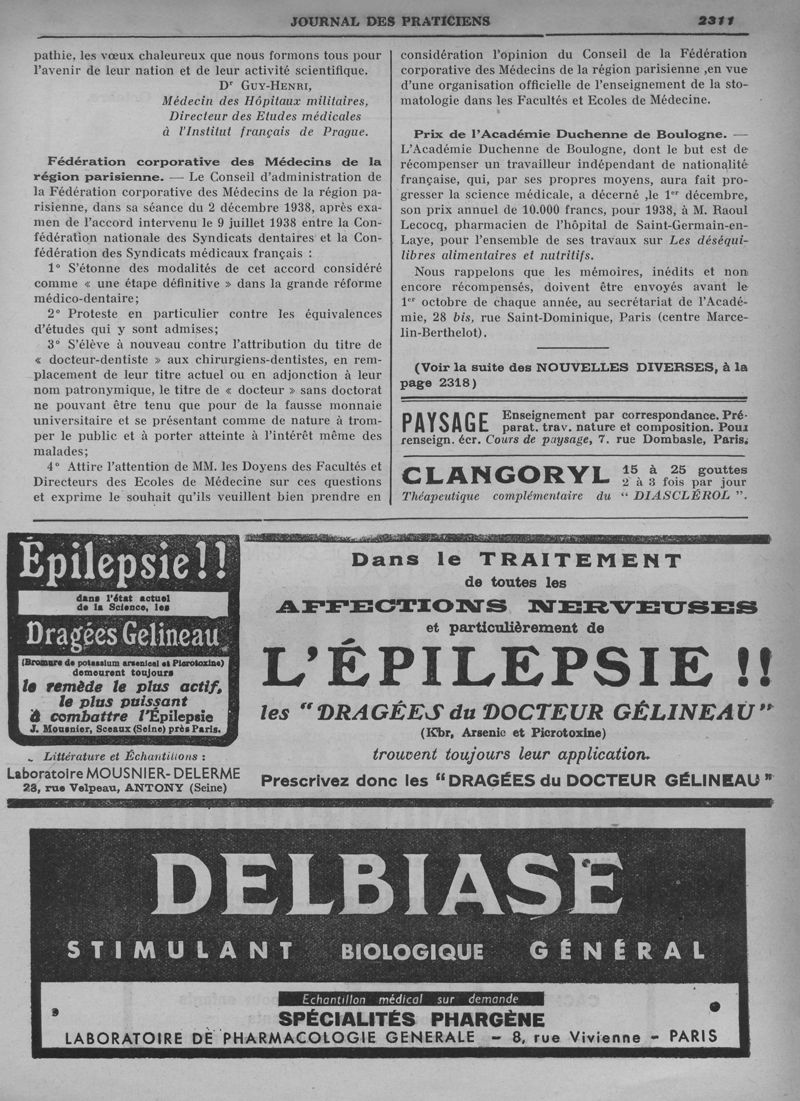 JOURNAL DES PRATICIENS
2311
pathie, les vœux chaleureux que nous formons tous pour
l'avenir de leur nation et de leur activité scientifique.
Dr GUY-HENRI,
Médecin des Hôpitaux militaires,
Directeur des Etudes médicales
à l'Institut français de Prague.
Fédération corporative des Médecins de la
région parisienne. — Le Conseil d'administration de
la Fédération corporative des Médecins de la région pa-
risienne, dans sa séance du 2 décembre 1938, après exa-
men de l'accord intervenu le 9 juillet 1938 entre la Con-
fédération nationale des Syndicats dentaires et la Con-
fédération des Syndicats médicaux français :
1° S'étonne des modalités de cet accord considéré
comme « une étape définitive » dans la grande réforme
médico-dentaire;
2° Proteste en particulier contre les équivalences
d'études qui y sont admises;
3° S'élève à nouveau contre l'attribution du titre de
« docteur-dentiste » aux chirurgiens-dentistes, en rem-
placement de leur titre actuel ou en adjonction à leur
nom patronymique, le titre de « docteur » sans doctorat
ne pouvant être tenu que pour de la fausse monnaie
universitaire et se présentant comme de nature à trom-
per le public et à porter atteinte à l'intérêt même des
malades;
4° Attire l'attention de MM. les Doyens des Facultés et
Directeurs des Ecoles de Médecine sur ces questions
et exprime le souhait qu'ils veuillent bien prendre en
considération l'opinion du Conseil de la Fédération
corporative des Médecins de la région parisienne ,en vue
d'une organisation officielle de l'enseignement de la sto-
matologie dans les Facultés et Ecoles de Médecine.
Prix de l'Académie Duchenne de Boulogne. —
L'Académie Duchenne de Boulogne, dont le but est de
récompenser un travailleur indépendant de nationalité
française, qui, par ses propres moyens, aura fait pro-
gresser la science médicale, a décerné ,le 1er décembre,
son prix annuel de 10.000 francs, pour 1938, à M. Raoul
Lecocq, pharmacien de l'hôpital de Saint-Germain-en-
Laye, pour l'ensemble de ses travaux sur Les déséqui-
libres alimentaires et nutritifs.
Nous rappelons que les mémoires, inédits et non
encore récompensés, doivent être envoyés avant le
1er octobre de chaque année, au secrétariat de l'Acadé-
mie, 28 bis, rue Saint-Dominique, Paris (centre Marce-
lin-Berthelot).
(Voir la suite des NOUVELLES DIVERSES, à la
page 2318)
PAYSAGE Enseignement par correspondance. Pré-
parat. trav. nature et composition. Pour
renseign. écr. Cours de paysage, 7. rue Dombasle, Paris.
CLANGORYL 15 à 25 gouttes
2 à 3 fois par jour
Théapeutique complémentaire du “ DIASCLÉROL ”.
Épilepsie!!
dans l'état actuel
de la Science, les
Dragées Gelineau
(Bromure de potassium arsenical et Picrotoxine)
demeurent toujours
le remède le plus actif,
le plus puissant
à combattre l'Épilepsie
J. Mousnier, Sceaux (Seine) près Paris.
Littérature et Échantillons :
Laboratoire MOUSNIER-DELERME
28, rue Velpeau, ANTONY (Seine)
Dans le TRAITEMENT
de toutes les
AFFECTIONS NERVEUSES
et particulièrement de
L'ÉPILEPSIE !!
les “DRAGÉES du DOCTEUR GÉLINEAU”
(Kbr, Arsenic et Picrotoxine)
trouvent toujours leur application.
Prescrivez donc les “DRAGÉES du DOCTEUR GÉLINEAU”
DELBIASE
STIMULANT BIOLOGIQUE GÉNÉRAL
Echantillon médical sur demande
SPÉCIALITÉS PHARGÈNE
LABORATOIRE DE PHARMACOLOGIE GENERALE - 8, rue Vivienne - PARIS